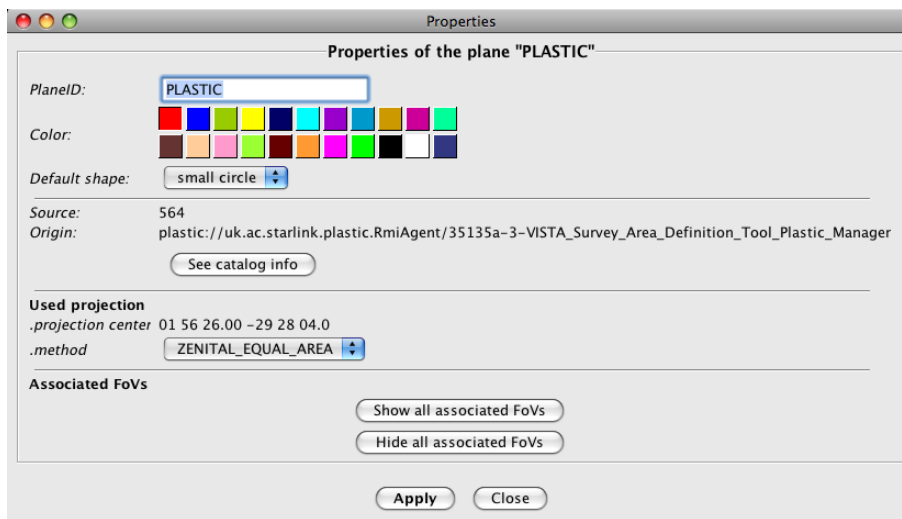 Properties
Properties of the plane "PLASTIC"
PlaneID: PLASTIC
Color:
Default shape: small circle
Source: 564
Origin: plastic://uk.ac.starlink.plastic.RmiAgent/35135a-3-VISTA_Survey_Area_Definition_Tool_Plastic_Manager
See catalog info
Used projection
.projection center 01 56 26.00 -29 28 04.0
.method ZENITAL_EQUAL_AREA
Associated FoVs
Show all associated FoVs
Hide all associated FoVs
Apply Close